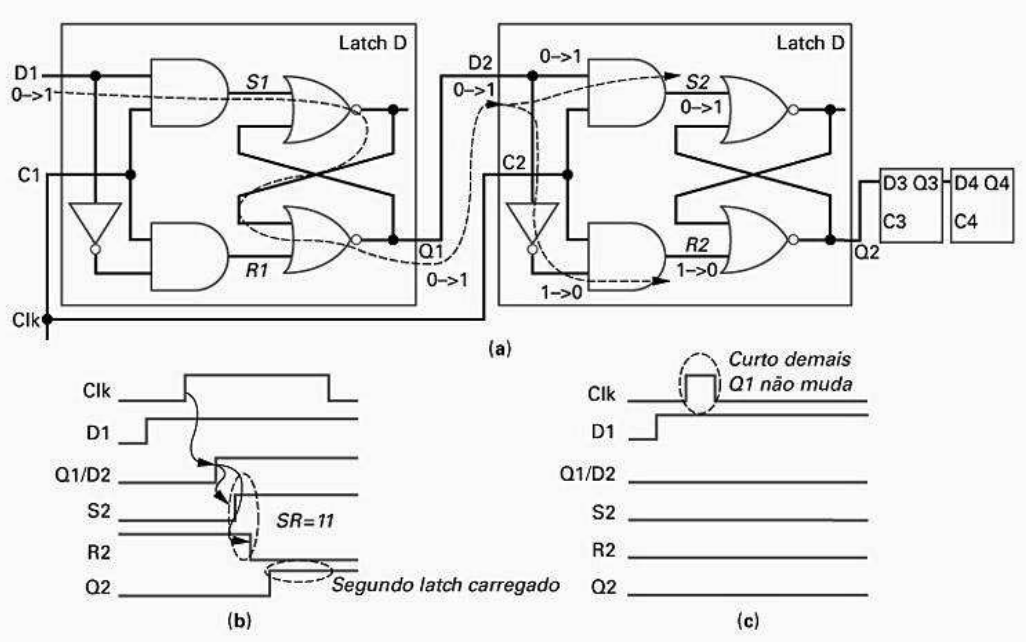 Latch D
Latch D
D1
0–>1
S1
D2
0–>1
0–>1
S2
0–>1
C1
C2
D3 Q3
D4 Q4
C3
C4
R1
Q1
0–>1
R2
1–>0
1–>0
Q2
Clk
(a)
Clk
D1
Q1/D2
S2
SR=11
R2
Q2
Segundo latch carregado
(b)
Curto demais
Q1 não muda
Clk
D1
Q1/D2
S2
R2
Q2
(c)